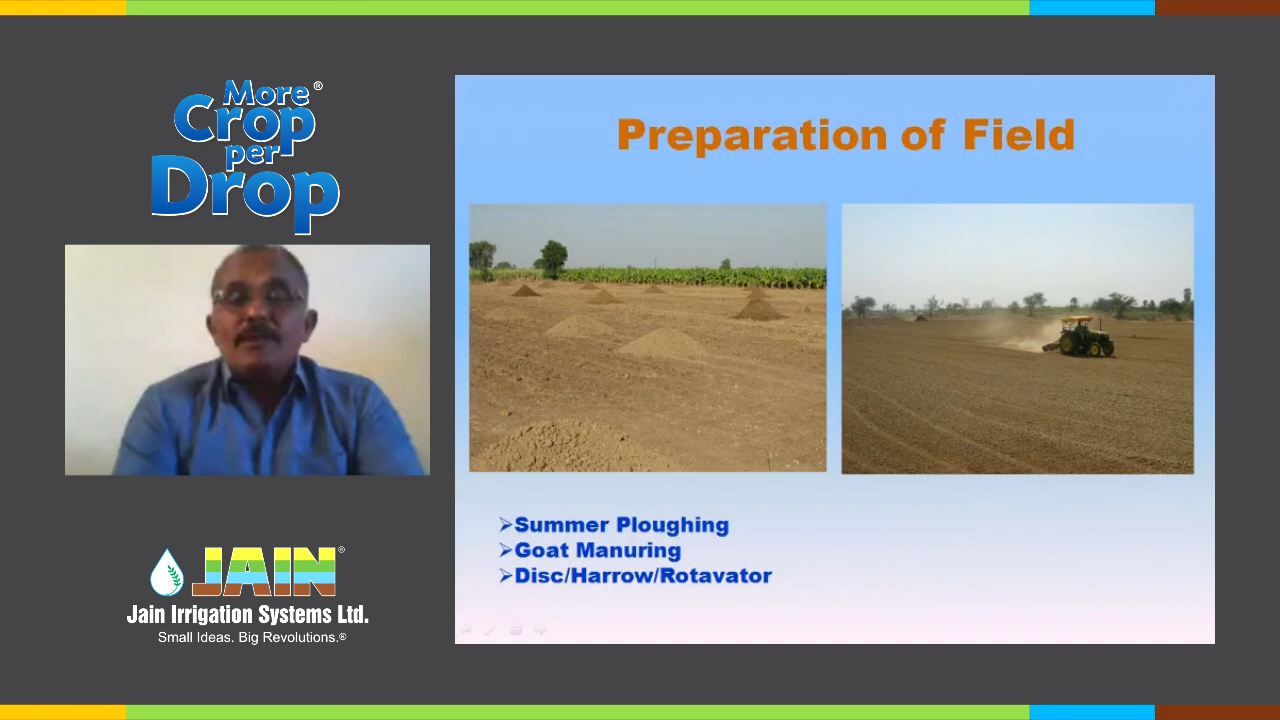 More®
Crop
per
Drop
Preparation of Field
➢Summer Ploughing
➢Goat Manuring
➢Disc/Harrow/Rotavator
JAIN®
Jain Irrigation Systems Ltd.
Small Ideas. Big Revolutions.®